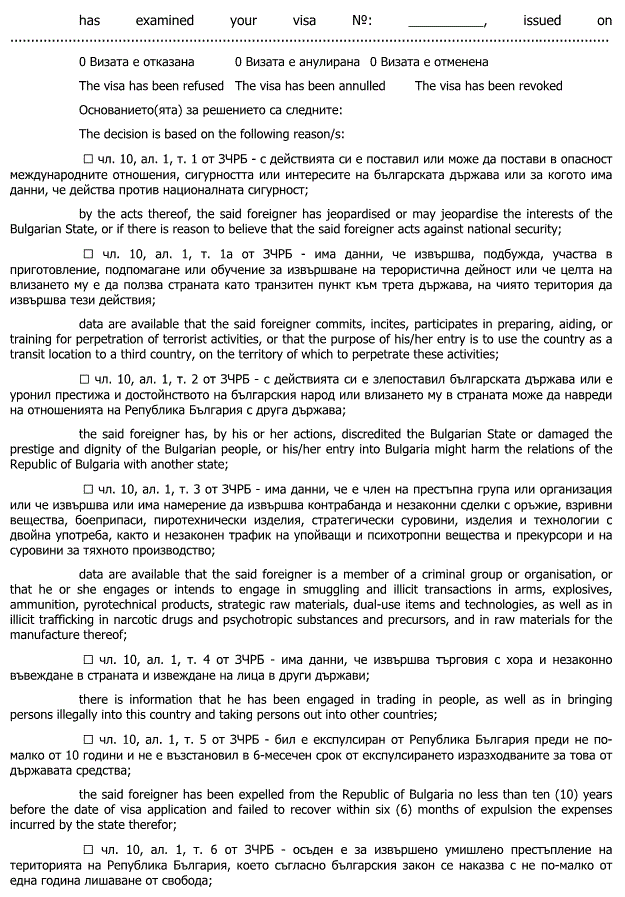 has examined your visa №: ___________, issued on
................................................................................................................................................
0 Визата е отказана 0 Визата е анулирана 0 Визата е отменена
The visa has been refused The visa has been annulled The visa has been revoked
Основанието(ята) за решението са следните:
The decision is based on the following reason/s:
☐ чл. 10, ал. 1, т. 1 от ЗЧРБ - с действията си е поставил или може да постави в опасност
международните отношения, сигурността или интересите на българската държава или за когото има
данни, че действа против националната сигурност;
by the acts thereof, the said foreigner has jeopardised or may jeopardise the interests of the
Bulgarian State, or if there is reason to believe that the said foreigner acts against national security;
☐ чл. 10, ал. 1, т. 1а от ЗЧРБ - има данни, че извършва, подбужда, участва в
приготовление, подпомагане или обучение за извършване на терористична дейност или че целта на
влизането му е да ползва страната като транзитен пункт към трета държава, на чиято територия да
извърша тези действия;
data are available that the said foreigner commits, incites, participates in preparing, aiding, or
training for perpetration of terrorist activities, or that the purpose of his/her entry is to use the country as a
transit location to a third country, on the territory of which to perpetrate these activities;
☐ чл. 10, ал. 1, т. 2 от ЗЧРБ - с действията си е злепоставил българската държава или е
уронил престижа и достойнството на българския народ или влизането му в страната може да навреди
на отношенията на Република България с друга държава;
the said foreigner has, by his or her actions, discredited the Bulgarian State or damaged the
prestige and dignity of the Bulgarian people, or his/her entry into Bulgaria might harm the relations of the
Republic of Bulgaria with another state;
☐ чл. 10, ал. 1, т. 3 от ЗЧРБ - има данни, че е член на престъпна група или организация
или че извършва или има намерение да извършва контрабанда и незаконни сделки с оръжие, взривни
вещества, боеприпаси, пиротехнически изделия, стратегически суровини, изделия и технологии с
двойна употреба, както и незаконен трафик на упойващи и психотропни вещества и прекурсори и на
суровини за тяхното производство;
data are available that the said foreigner is a member of a criminal group or organisation, or
that he or she engages or intends to engage in smuggling and illicit transactions in arms, explosives,
ammunition, pyrotechnical products, strategic raw materials, dual-use items and technologies, as well as in
illicit trafficking in narcotic drugs and psychotropic substances and precursors, and in raw materials for the
manufacture thereof;
☐ чл. 10, ал. 1, т. 4 от ЗЧРБ - има данни, че извършва търговия с хора и незаконно
въвеждане в страната и извеждане на лица в други държави;
there is information that he has been engaged in trading in people, as well as in bringing
persons illegally into this country and taking persons out into other countries;
☐ чл. 10, ал. 1, т. 5 от ЗЧРБ - бил е експулсиран от Република България преди не по-
малко от 10 години и не е възстановил в 6-месечен срок от експулсирането изразходваните за това от
държавата средства;
the said foreigner has been expelled from the Republic of Bulgaria no less than ten (10) years
before the date of visa application and failed to recover within six (6) months of expulsion the expenses
incurred by the state therefor;
☐ чл. 10, ал. 1, т. 6 от ЗЧРБ - осъден е за извършено умишлено престъпление на
територията на Република България, което съгласно българския закон се наказва с не по-малко от
една година лишаване от свобода;